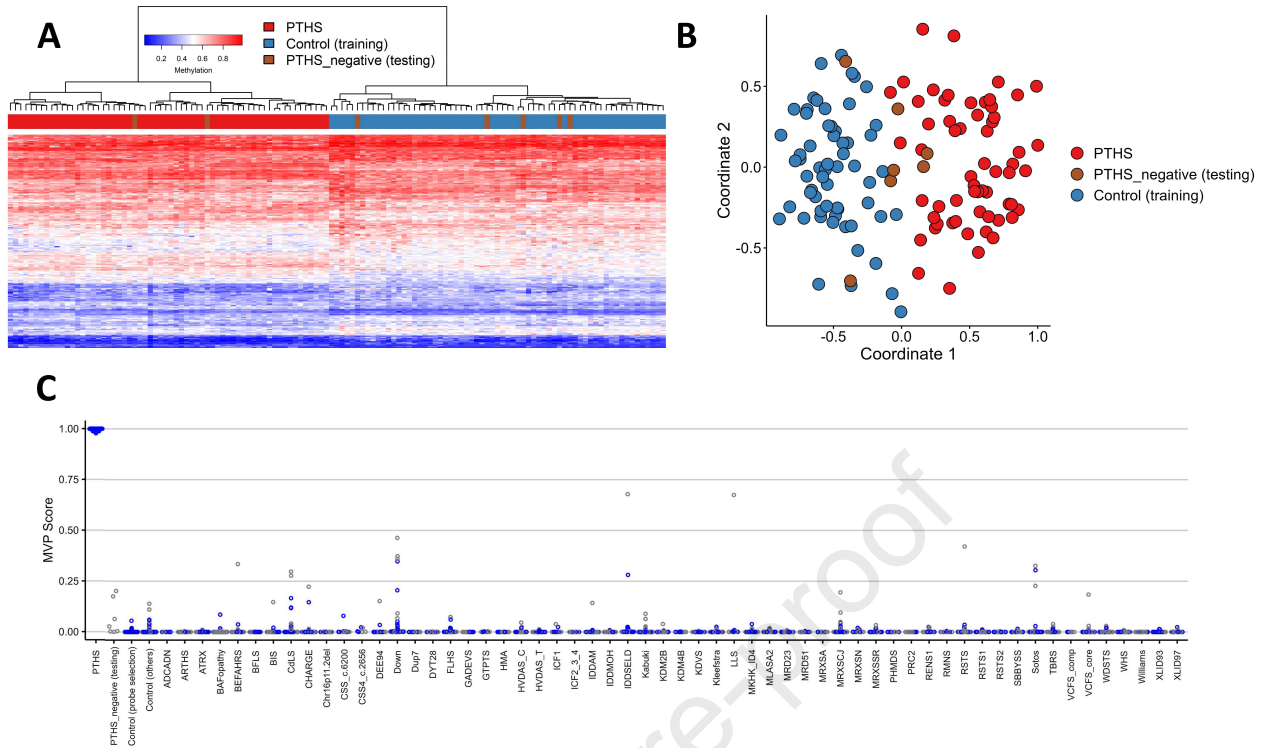 A
PTHS
Control (training)
PTHS_negative (testing)
0.2 0.4 0.6 0.8
Methylation
B
0.5
0.0
-0.5
Coordinate 2
-0.5 0.0 0.5 1.0
Coordinate 1
PTHS
PTHS_negative (testing)
Control (training)
C
1.00
0.75
0.50
0.25
0.00
MVP Score
PTHS
PTHS_negative (testing)
Control (probe selection)
Control (others)
ADCADN
ARTHS
ATRX
BAFopathy
BEFAHRS
BFLS
BIS
CdLS
CHARGE
Chr16p11.2del
CSS_c.6200
CSS4_c.2656
DEE94
Down
Dup7
DYT28
FLHS
GADEVS
GTPTS
HMA
HVDAS_C
HVDAS_T
ICF1
ICF2_3_4
IDDAM
IDDMOH
IDDSELD
Kabuki
KDM2B
KDM4B
KDVS
Kleefstra
LLS
MKHK_ID4
MLASA2
MRD23
MRD51
MRXSA
MRXSCJ
MRXSN
MRXSSR
PHMDS
PRC2
RENS1
RMNS
RSTS
RSTS1
RSTS2
SBBYSS
Sotos
TBRS
VCFS_comp
VCFS_core
WDSTS
WHS
Williams
XLID93
XLID97
re-proof